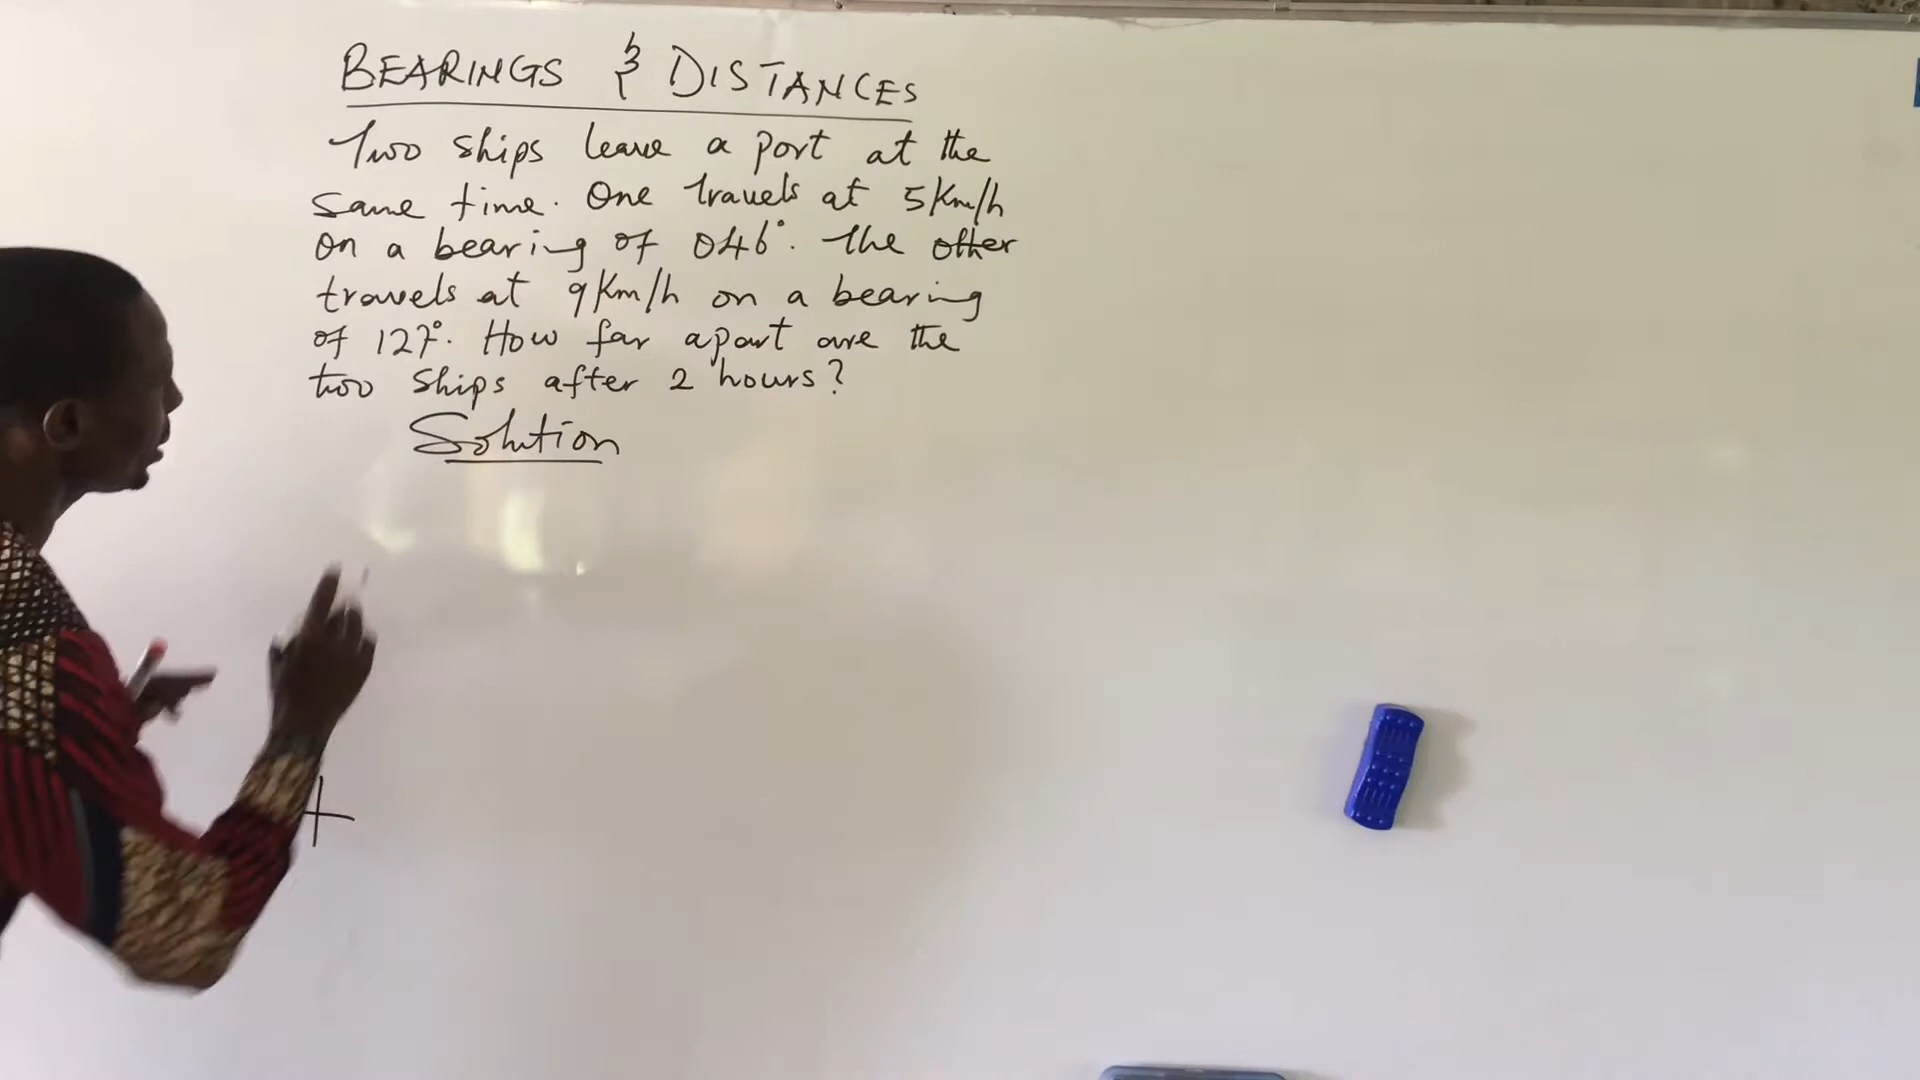 BEARINGS & DISTANCES
Two ships leave a port at the
same time. One travels at 5Km/h
on a bearing of 046°. The other
travels at 9Km/h on a bearing
of 127°. How far apart are the
two ships after 2 hours?
Solution